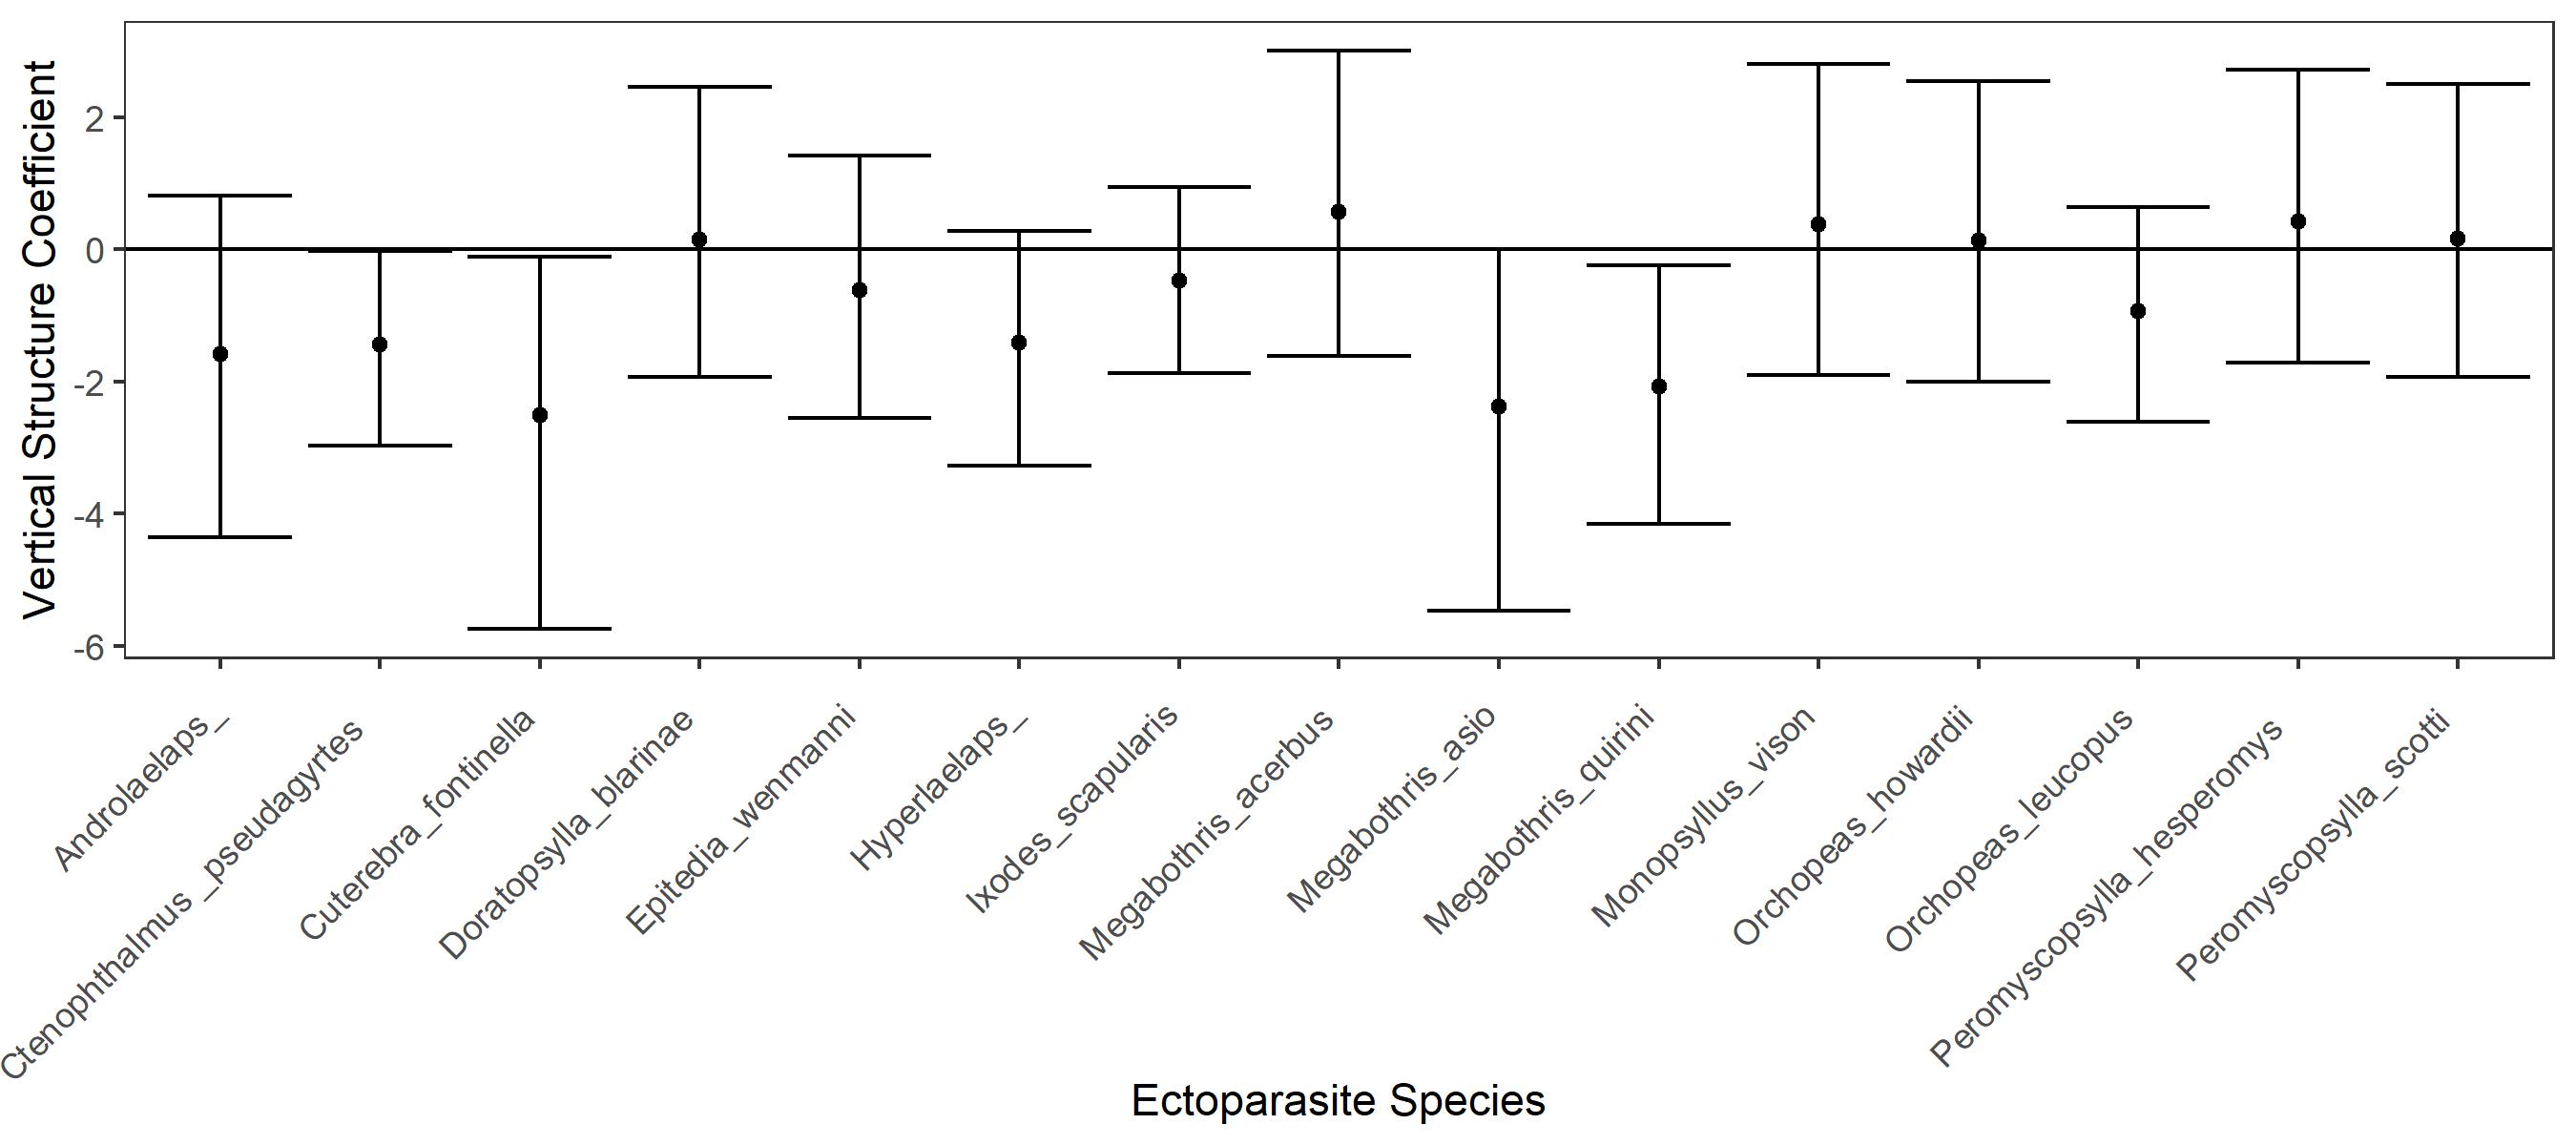 Vertical Structure Coefficient
2
0
-2
-4
-6
Androlaelaps_
Ctenophthalmus _pseudagyrtes
Cuterebra_fontinella
Doratopsylla_blarinae
Epitedia_wenmanni
Hyperlaelaps_
Ixodes_scapularis
Megabothris_acerbus
Megabothris_asio
Megabothris_quirini
Monopsyllus_vison
Orchopeas_howardii
Orchopeas_leucopus
Peromyscopsylla_hesperomys
Peromyscopsylla_scotti
Ectoparasite Species